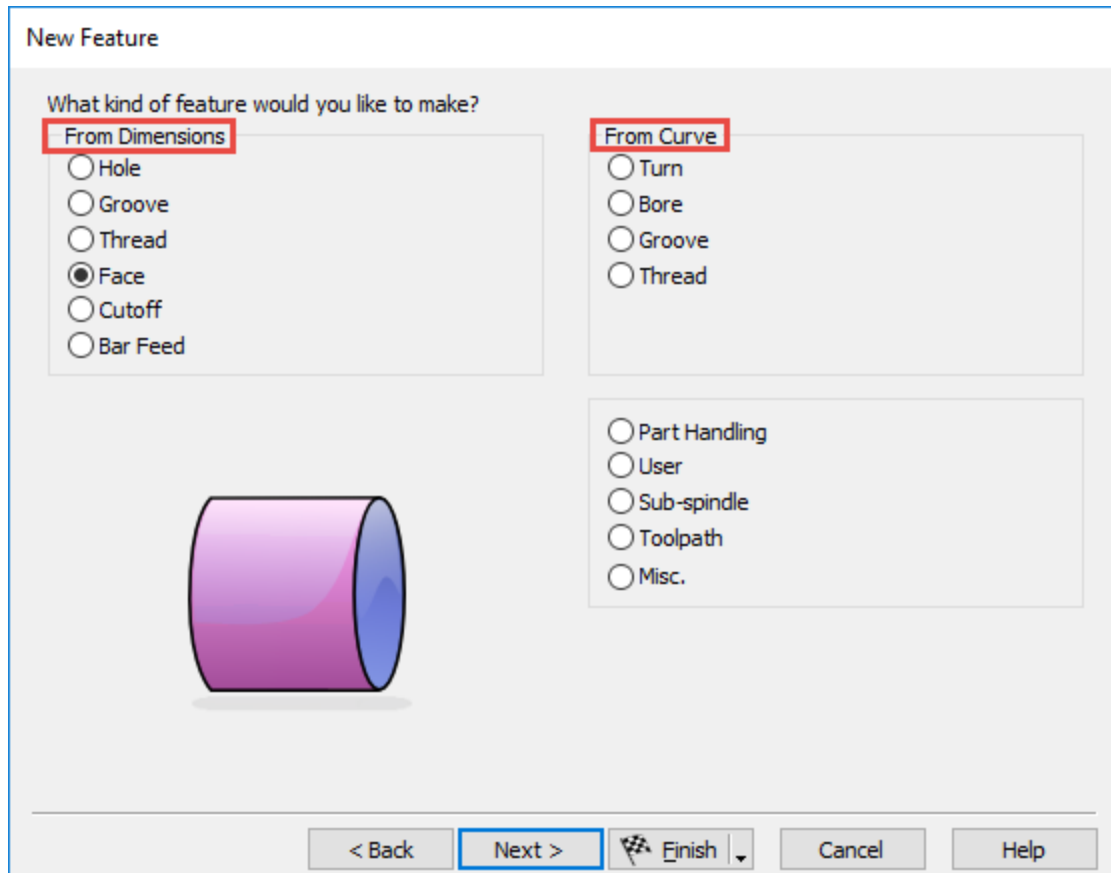 New Feature
What kind of feature would you like to make?
From Dimensions
Hole
Groove
Thread
Face
Cutoff
Bar Feed
From Curve
Turn
Bore
Groove
Thread
Part Handling
User
Sub-spindle
Toolpath
Misc.
< Back Next > Finish Cancel Help